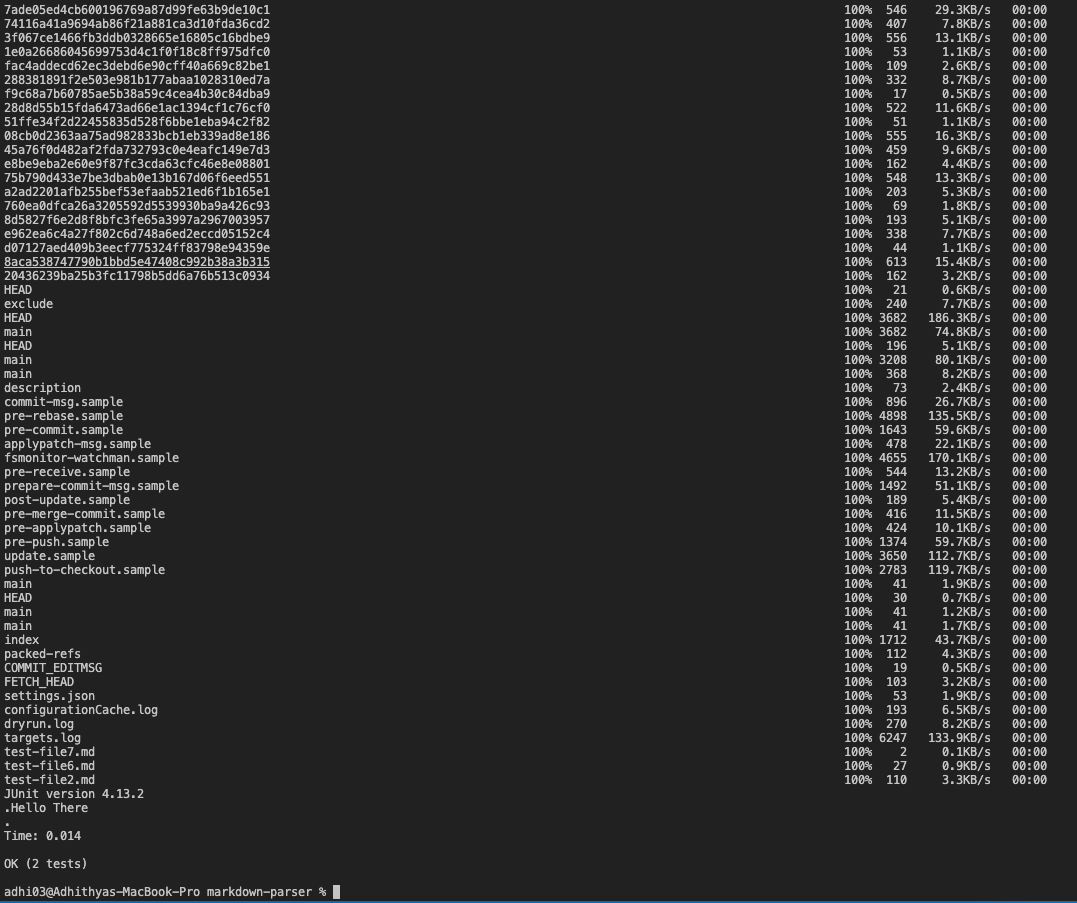 7ade05ed4cb600196769a87d99fe63b9de10c1 100% 546 29.3KB/s 00:00
74116a41a9694ab86f21a881ca3d10fda36cd2 100% 407 7.8KB/s 00:00
3f067ce1466fb3ddb0328665e16805c16bdbe9 100% 556 13.1KB/s 00:00
1e0a26686045699753d4c1f0f18c8ff975dfc0 100% 53 1.1KB/s 00:00
fac4addecd62ec3debd6e90cff40a669c82be1 100% 109 2.6KB/s 00:00
288381891f2e503e981b177abaa1028310ed7a 100% 332 8.7KB/s 00:00
f9c68a7b60785ae5b38a59c4cea4b30c84dba9 100% 17 0.5KB/s 00:00
28d8d55b15fda6473ad66e1ac1394cf1c76cf0 100% 522 11.6KB/s 00:00
51ffe34f2d22455835d528f6bbe1eba94c2f82 100% 51 1.1KB/s 00:00
08cb0d2363aa75ad982833bcb1eb339ad8e186 100% 555 16.3KB/s 00:00
45a76f0d482af2fda732793c0e4eafc149e7d3 100% 459 9.6KB/s 00:00
e8be9eba2e60e9f87fc3cda63cfc46e8e08801 100% 162 4.4KB/s 00:00
75b790d433e7be3dbab0e13b167d06f6eed551 100% 548 13.3KB/s 00:00
a2ad2201afb255bef53efaab521ed6f1b165e1 100% 203 5.3KB/s 00:00
760ea0dfca26a3205592d5539930ba9a426c93 100% 69 1.8KB/s 00:00
8d5827f6e2d8f8bfc3fe65a3997a2967003957 100% 193 5.1KB/s 00:00
e962ea6c4a27f802c6d748a6ed2eccd05152c4 100% 338 7.7KB/s 00:00
d07127aed409b3eecf775324ff83798e94359e 100% 44 1.1KB/s 00:00
8aca538747790b1bbd5e47408c992b38a3b315 100% 613 15.4KB/s 00:00
20436239ba25b3fc11798b5dd6a76b513c0934 100% 162 3.2KB/s 00:00
HEAD 100% 21 0.6KB/s 00:00
exclude 100% 240 7.7KB/s 00:00
HEAD 100% 3682 186.3KB/s 00:00
main 100% 3682 74.8KB/s 00:00
HEAD 100% 196 5.1KB/s 00:00
main 100% 3208 80.1KB/s 00:00
main 100% 368 8.2KB/s 00:00
description 100% 73 2.4KB/s 00:00
commit-msg.sample 100% 896 26.7KB/s 00:00
pre-rebase.sample 100% 4898 135.5KB/s 00:00
pre-commit.sample 100% 1643 59.6KB/s 00:00
applypatch-msg.sample 100% 478 22.1KB/s 00:00
fsmonitor-watchman.sample 100% 4655 170.1KB/s 00:00
pre-receive.sample 100% 544 13.2KB/s 00:00
prepare-commit-msg.sample 100% 1492 51.1KB/s 00:00
post-update.sample 100% 189 5.4KB/s 00:00
pre-merge-commit.sample 100% 416 11.5KB/s 00:00
pre-applypatch.sample 100% 424 10.1KB/s 00:00
pre-push.sample 100% 1374 59.7KB/s 00:00
update.sample 100% 3650 112.7KB/s 00:00
push-to-checkout.sample 100% 2783 119.7KB/s 00:00
main 100% 41 1.9KB/s 00:00
HEAD 100% 30 0.7KB/s 00:00
main 100% 41 1.2KB/s 00:00
main 100% 41 1.7KB/s 00:00
index 100% 1712 43.7KB/s 00:00
packed-refs 100% 112 4.3KB/s 00:00
COMMIT_EDITMSG 100% 19 0.5KB/s 00:00
FETCH_HEAD 100% 103 3.2KB/s 00:00
settings.json 100% 53 1.9KB/s 00:00
configurationCache.log 100% 193 6.5KB/s 00:00
dryrun.log 100% 270 8.2KB/s 00:00
targets.log 100% 6247 133.9KB/s 00:00
test-file7.md 100% 2 0.1KB/s 00:00
test-file6.md 100% 27 0.9KB/s 00:00
test-file2.md 100% 110 3.3KB/s 00:00
JUnit version 4.13.2
.Hello There
.
Time: 0.014
OK (2 tests)
adhi03@Adhithyas-MacBook-Pro markdown-parser %